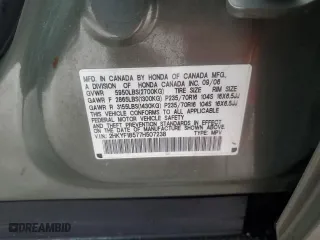 MFD. IN CANADA BY HONDA OF CANADA MFG.,
A DIVISION OF HONDA CANADA INC. 09/06
GVWR 5950LBS(2700KG) TIRE SIZE RIM SIZE
GAWR F 2865LBS(1300KG) P235/70R16 104S 16X6.5JJ
GAWR R 3155LBS(1430KG) P235/70R16 104S 16X6.5JJ
THIS VEHICLE CONFORMS TO ALL APPLICABLE FEDERAL
MOTOR VEHICLE SAFETY
STANDARDS IN EFFECT ON THE DATE OF
MANUFACTURE SHOWN ABOVE.
V.I.N.: TYPE: MPV
DREAMBID.COM